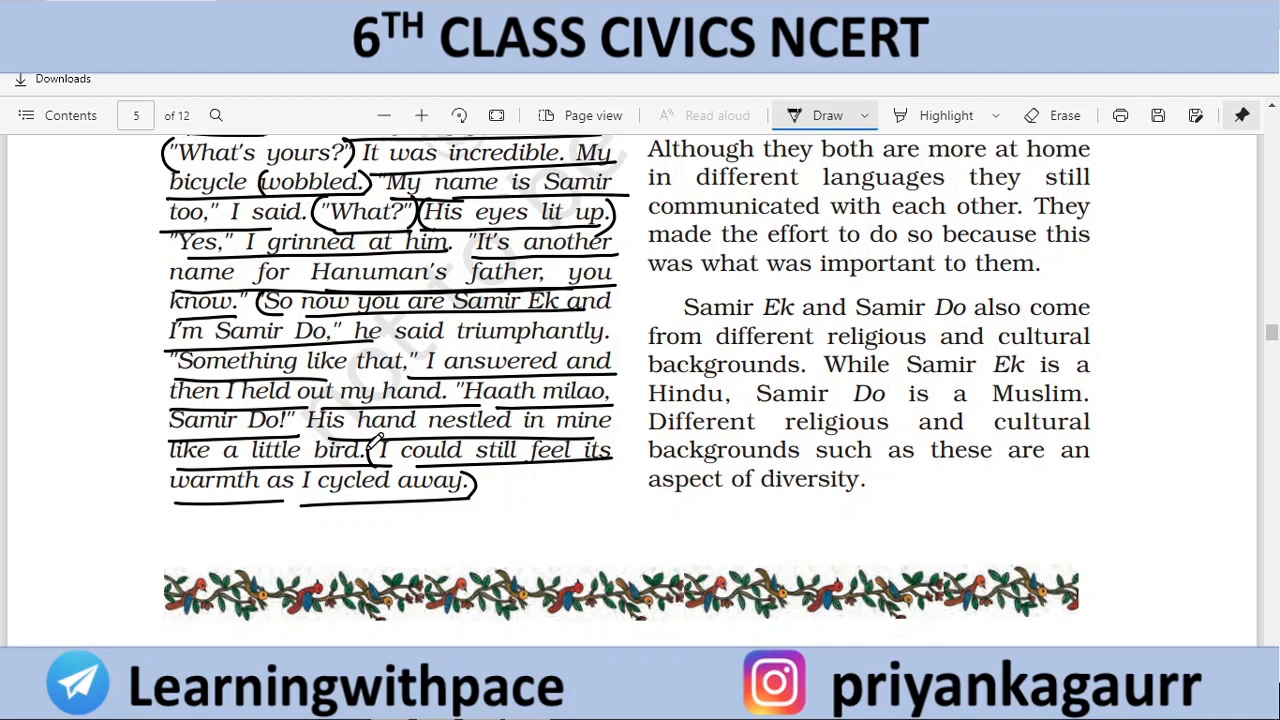 6TH CLASS CIVICS NCERT
Downloads
Contents
5
of 12
Page view
Read aloud
Draw
Highlight
Erase
"What's yours?" It was incredible. My
bicycle wobbled. "My name is Samir
too," I said. "What?" His eyes lit up.
"Yes," I grinned at him. "It's another
name for Hanuman's father, you
know." "So now you are Samir Ek and
I'm Samir Do," he said triumphantly.
"Something like that," I answered and
then I held out my hand. "Haath milao,
Samir Do!" His hand nestled in mine
like a little bird. I could still feel its
warmth as I cycled away.
Although they both are more at home
in different languages they still
communicated with each other. They
made the effort to do so because this
was what was important to them.
Samir Ek and Samir Do also come
from different religious and cultural
backgrounds. While Samir Ek is a
Hindu, Samir Do is a Muslim.
Different religious and cultural
backgrounds such as these are an
aspect of diversity.
Learningwithpace
priyankagaurr